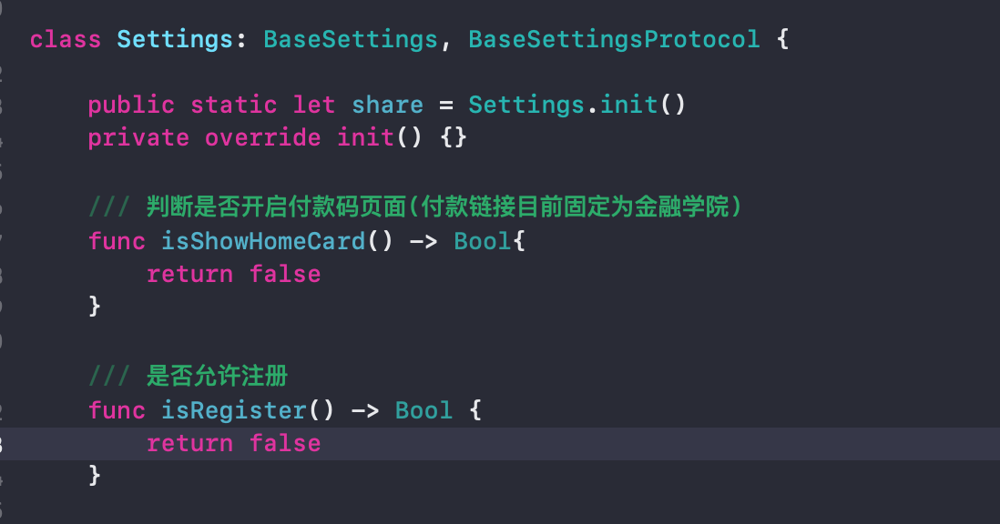 class Settings: BaseSettings, BaseSettingsProtocol {
public static let share = Settings.init()
private override init() {}
/// 判断是否开启付款码页面(付款链接目前固定为金融学院)
func isShowHomeCard() -> Bool{
return false
}
/// 是否允许注册
func isRegister() -> Bool {
return false
}